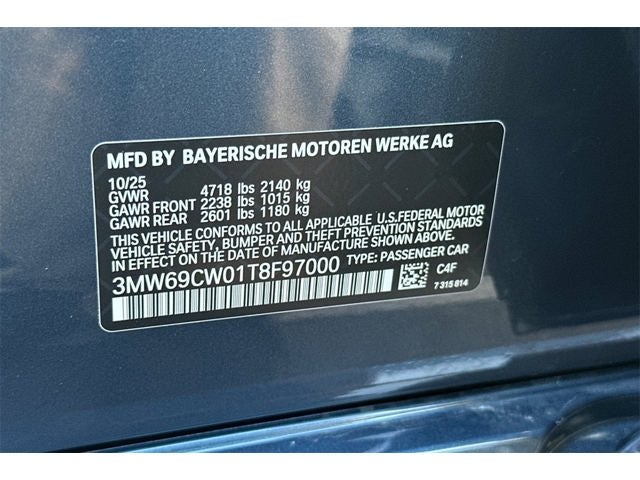 MFD BY BAYERISCHE MOTOREN WERKE AG
10/25
GVWR 4718 lbs 2140 kg
GAWR FRONT 2238 lbs 1015 kg
GAWR REAR 2601 lbs 1180 kg
THIS VEHICLE CONFORMS TO ALL APPLICABLE U.S.FEDERAL MOTOR
VEHICLE SAFETY, BUMPER AND THEFT PREVENTION STANDARDS
IN EFFECT ON THE DATE OF MANUFACTURE SHOWN ABOVE.
3MW69CW01T8F97000 TYPE: PASSENGER CAR
C4F
7 315 814